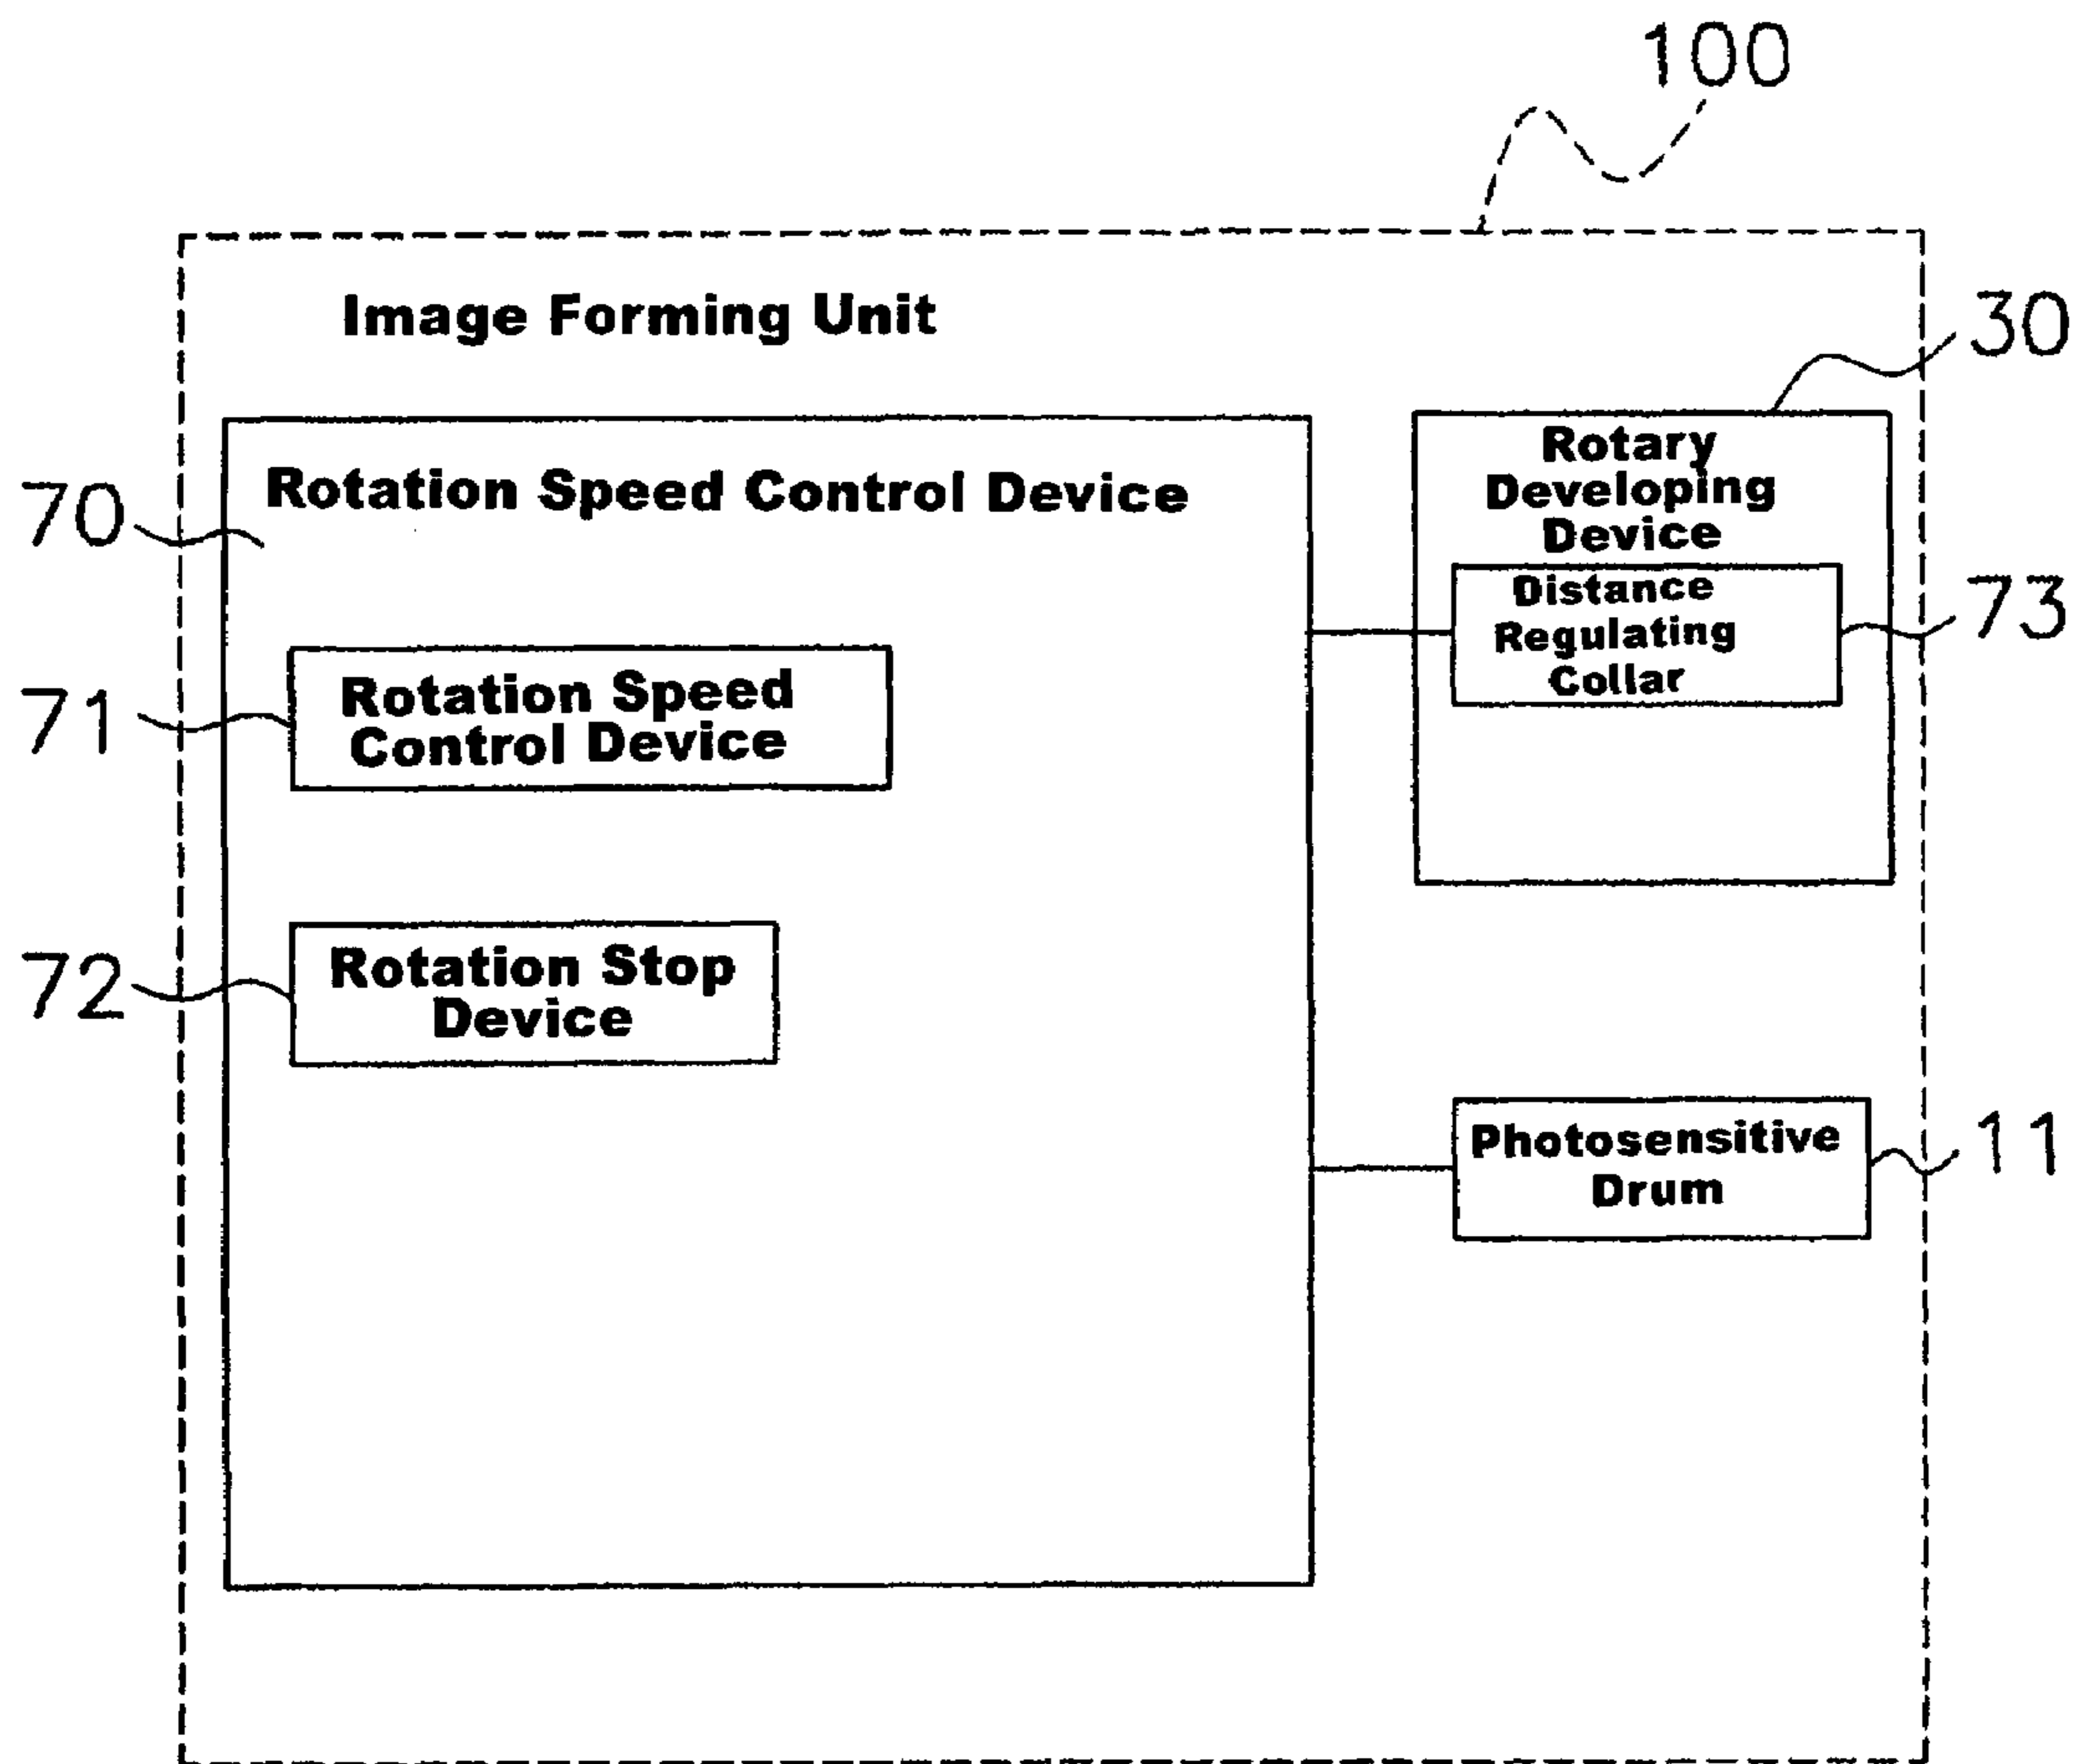 100
Image Forming Unit
30
Rotary
Developing
Device
70
Rotation Speed Control Device
Distance
Regulating
Collar
73
71
Rotation Speed
Control Device
72
Rotation Stop
Device
Photosensitive
Drum
11